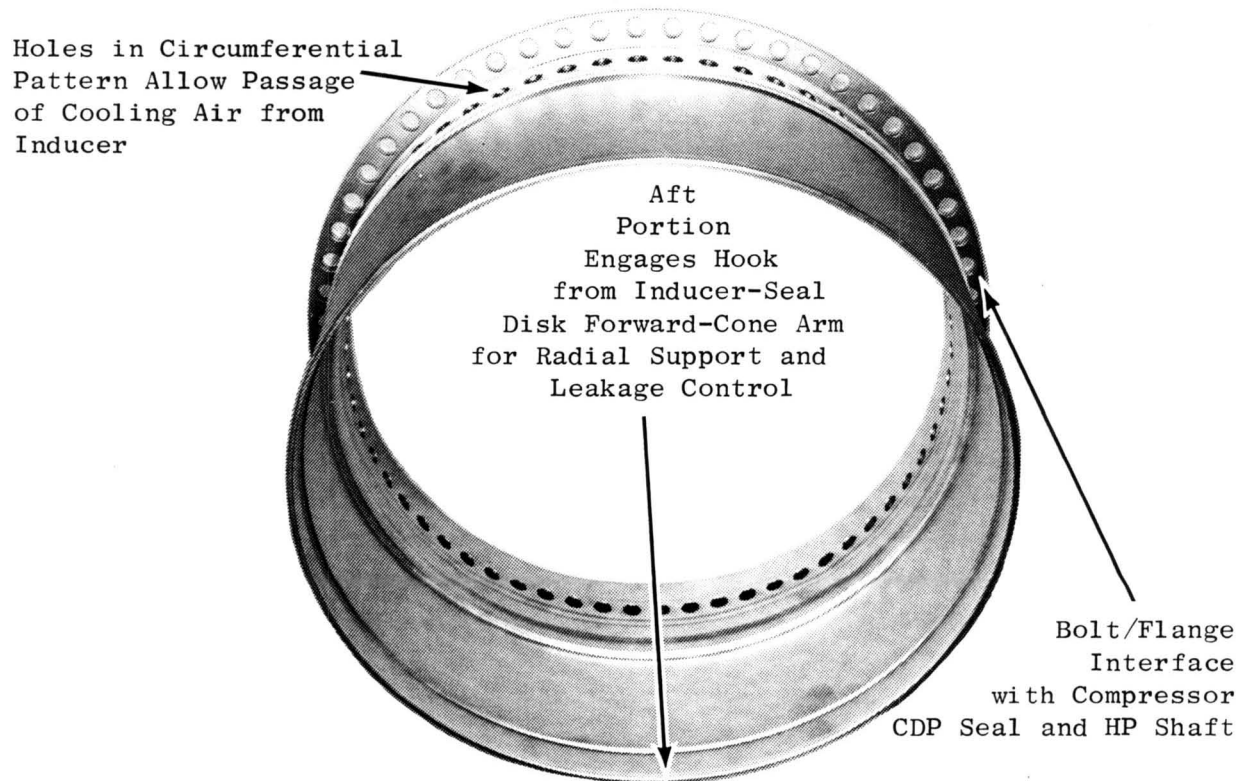 Holes in Circumferential
Pattern Allow Passage
of Cooling Air from
Inducer
Aft
Portion
Engages Hook
from Inducer-Seal
Disk Forward-Cone Arm
for Radial Support and
Leakage Control
Bolt/Flange
Interface
with Compressor
CDP Seal and HP Shaft